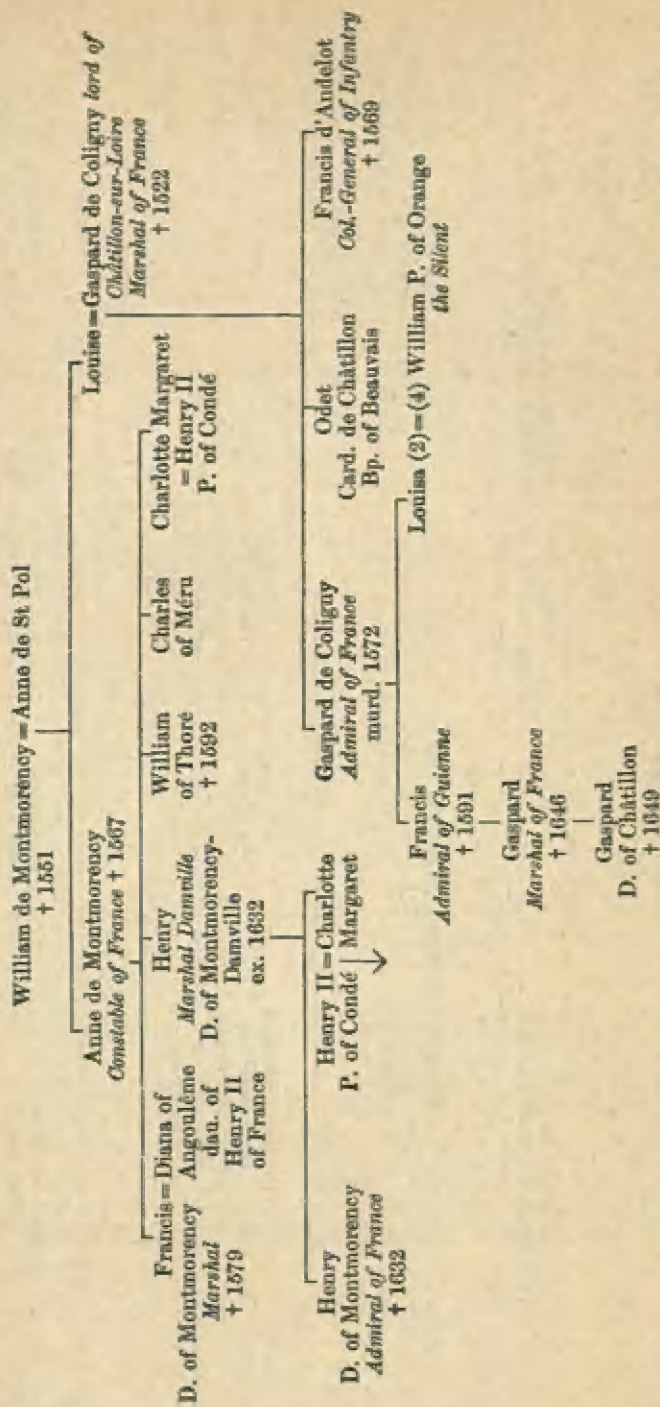 William de Montmorency=Anne de St Pol
† 1551
Anne de Montmorency
Constable of France † 1567
Louise=Gaspard de Coligny lord of
Châtillon-sur-Loire
Marshal of France
† 1522
Francis=Diana of
D. of Montmorency Angoulême
Marshal dau. of
† 1579 Henry II
of France
Henry
Marshal Damville
D. of Montmorency-
Damville
ex. 1632
William
of Thoré
† 1592
Charles
of Méru
Charlotte Margaret
= Henry II
P. of Condé
Henry
D. of Montmorency
Admiral of France
† 1632
Henry II=Charlotte
P. of Condé Margaret
Gaspard de Coligny
Admiral of France
murd. 1572
Odet
Card. de Châtillon
Bp. of Beauvais
Francis d'Andelot
Col.-General of Infantry
† 1569
Francis
Admiral of Guienne
† 1591
Louisa (2)=(4) William P. of Orange
the Silent
Gaspard
Marshal of France
† 1646
Gaspard
D. of Châtillon
† 1649